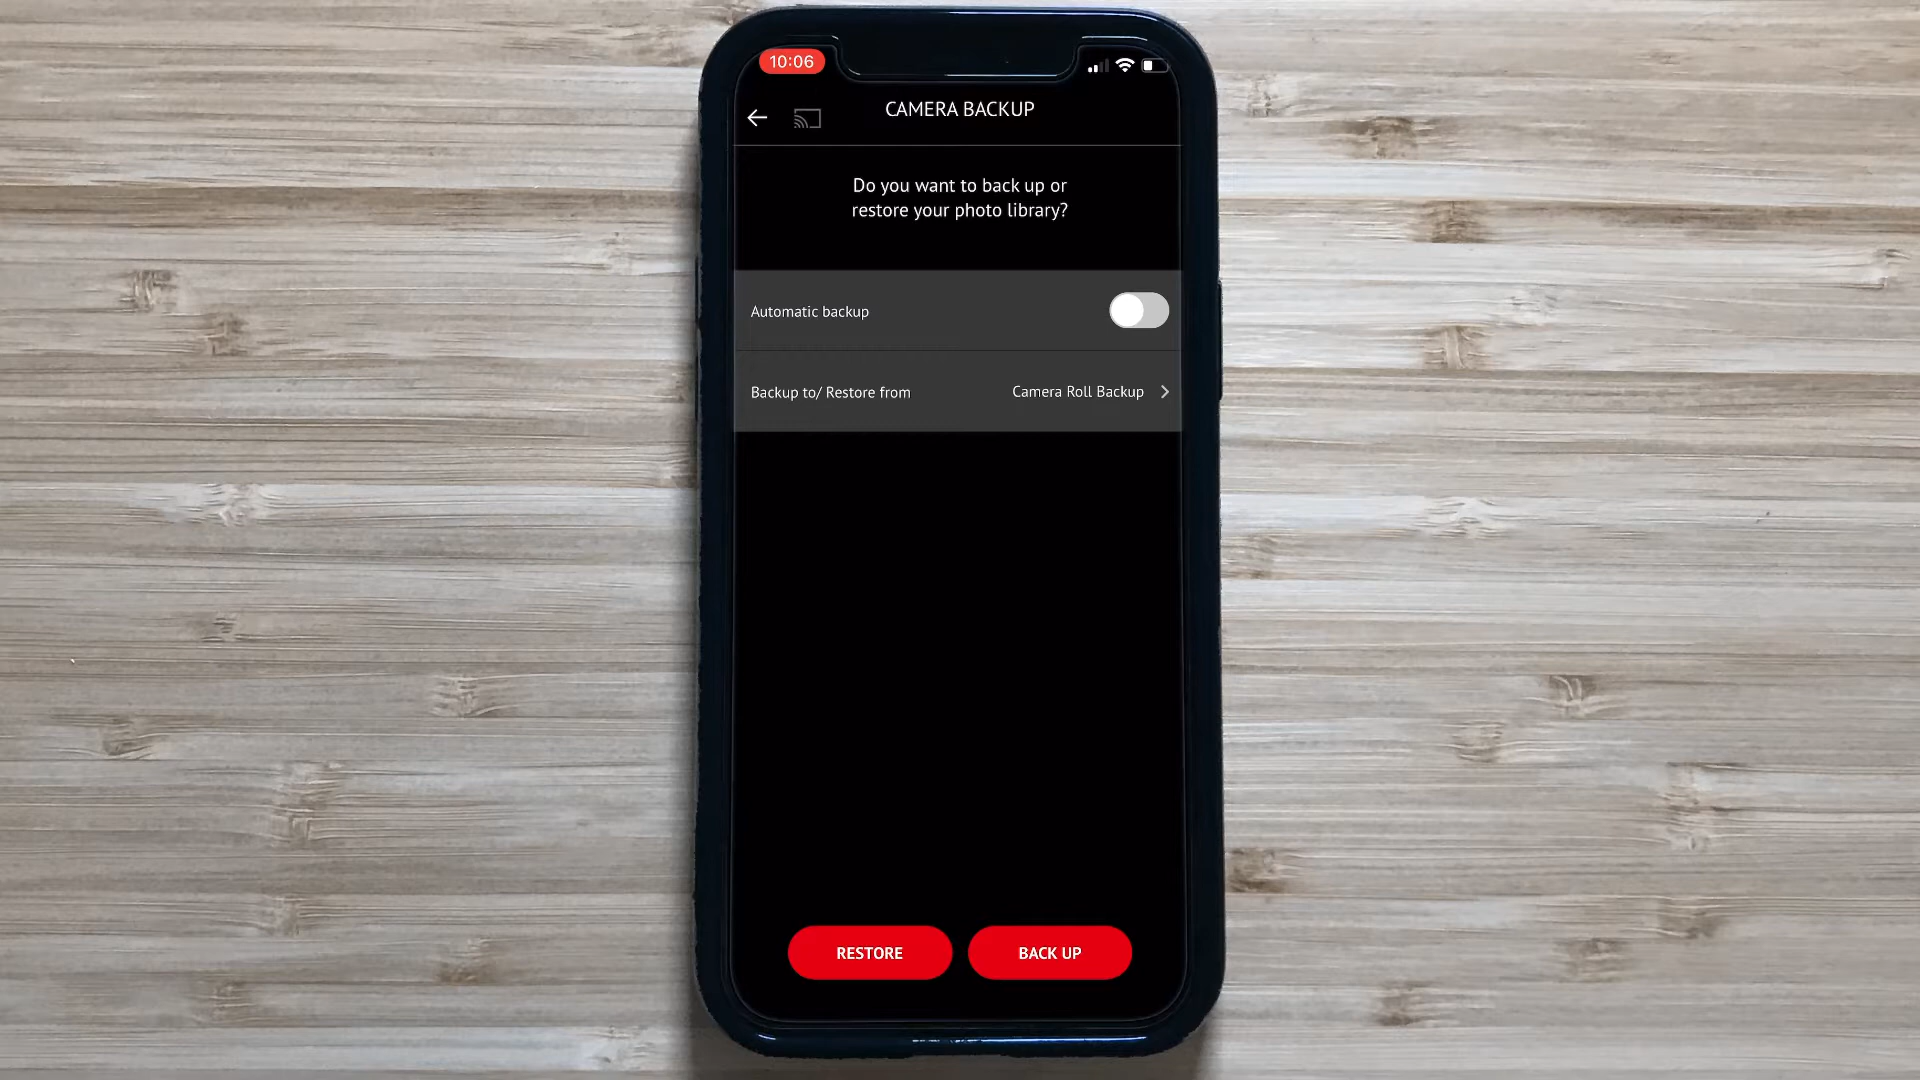 10:06
CAMERA BACKUP
Do you want to back up or
restore your photo library?
Automatic backup
Backup to/ Restore from Camera Roll Backup
RESTORE BACK UP